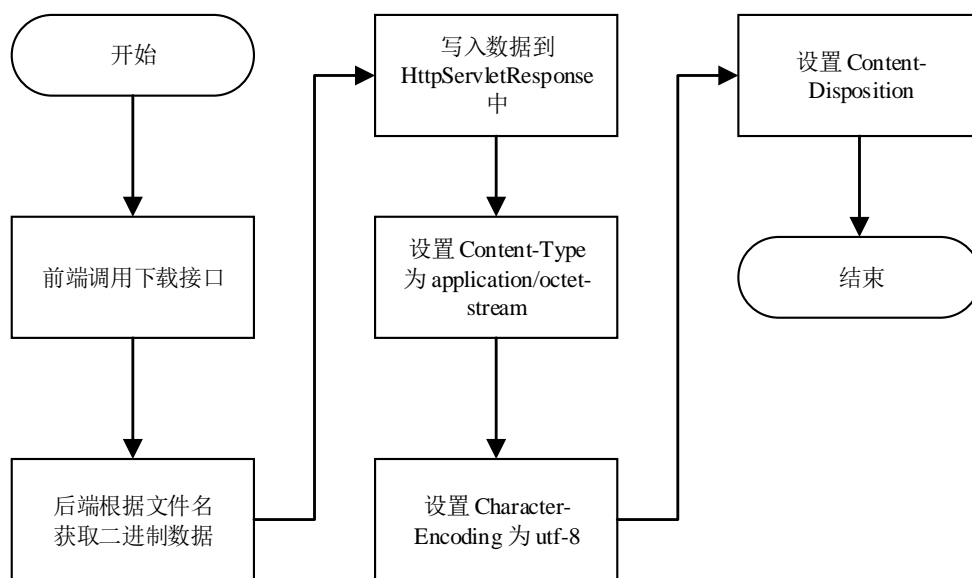 开始
前端调用下载接口
后端根据文件名
获取二进制数据
写入数据到
HttpServletResponse
中
设置 Content-Type
为 application/octet-
stream
设置 Character-
Encoding 为 utf-8
设置 Content-
Disposition
结束